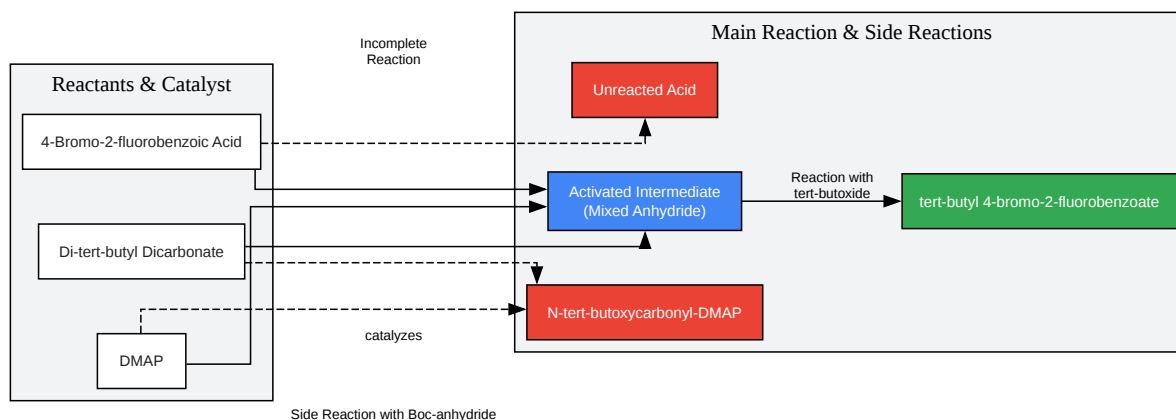 Main Reaction & Side Reactions
Incomplete
Reaction
Reactants & Catalyst
Unreacted Acid
4-Bromo-2-fluorobenzoic Acid
Activated Intermediate
(Mixed Anhydride)
Reaction with
tert-butoxide
tert-butyl 4-bromo-2-fluorobenzoate
Di-tert-butyl Dicarbonate
N-tert-butoxycarbonyl-DMAP
catalyzes
DMAP
Side Reaction with Boc-anhydride